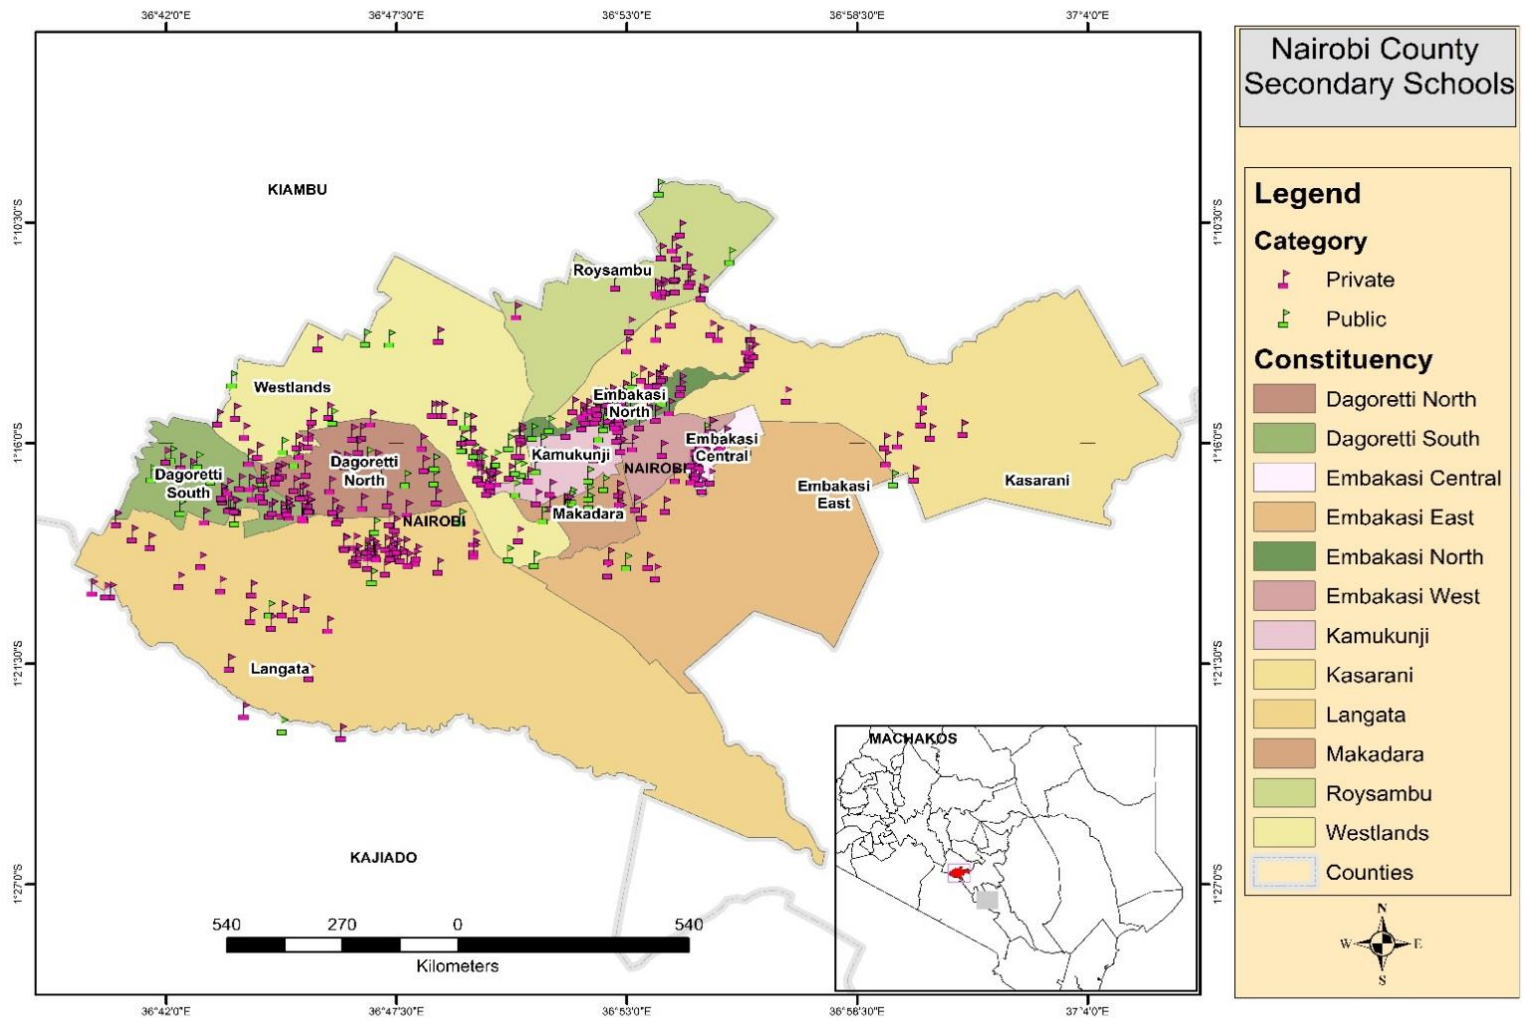 36°42'0"E 36°47'30"E 36°53'0"E 36°58'30"E 37°4'0"E
Nairobi County
Secondary Schools
KIAMBU
1°10'30"S 1°10'30"S
Roysambu
Westlands
Embakasi
North
1°16'0"S 1°16'0"S
Embakasi
Central
Kamukunji
Dagoretti
North
Dagoretti
South
NAIROBI
Embakasi
East
Kasarani
Makadara
NAIROBI
Langata
1°21'30"S 1°21'30"S
MACHAKOS
KAJIADO
1°27'0"S 1°27'0"S
540 270 0 540
Kilometers
36°42'0"E 36°47'30"E 36°53'0"E 36°58'30"E 37°4'0"E
Legend
Category
Private
Public
Constituency
Dagoretti North
Dagoretti South
Embakasi Central
Embakasi East
Embakasi North
Embakasi West
Kamukunji
Kasarani
Langata
Makadara
Roysambu
Westlands
Counties
N
W E
S